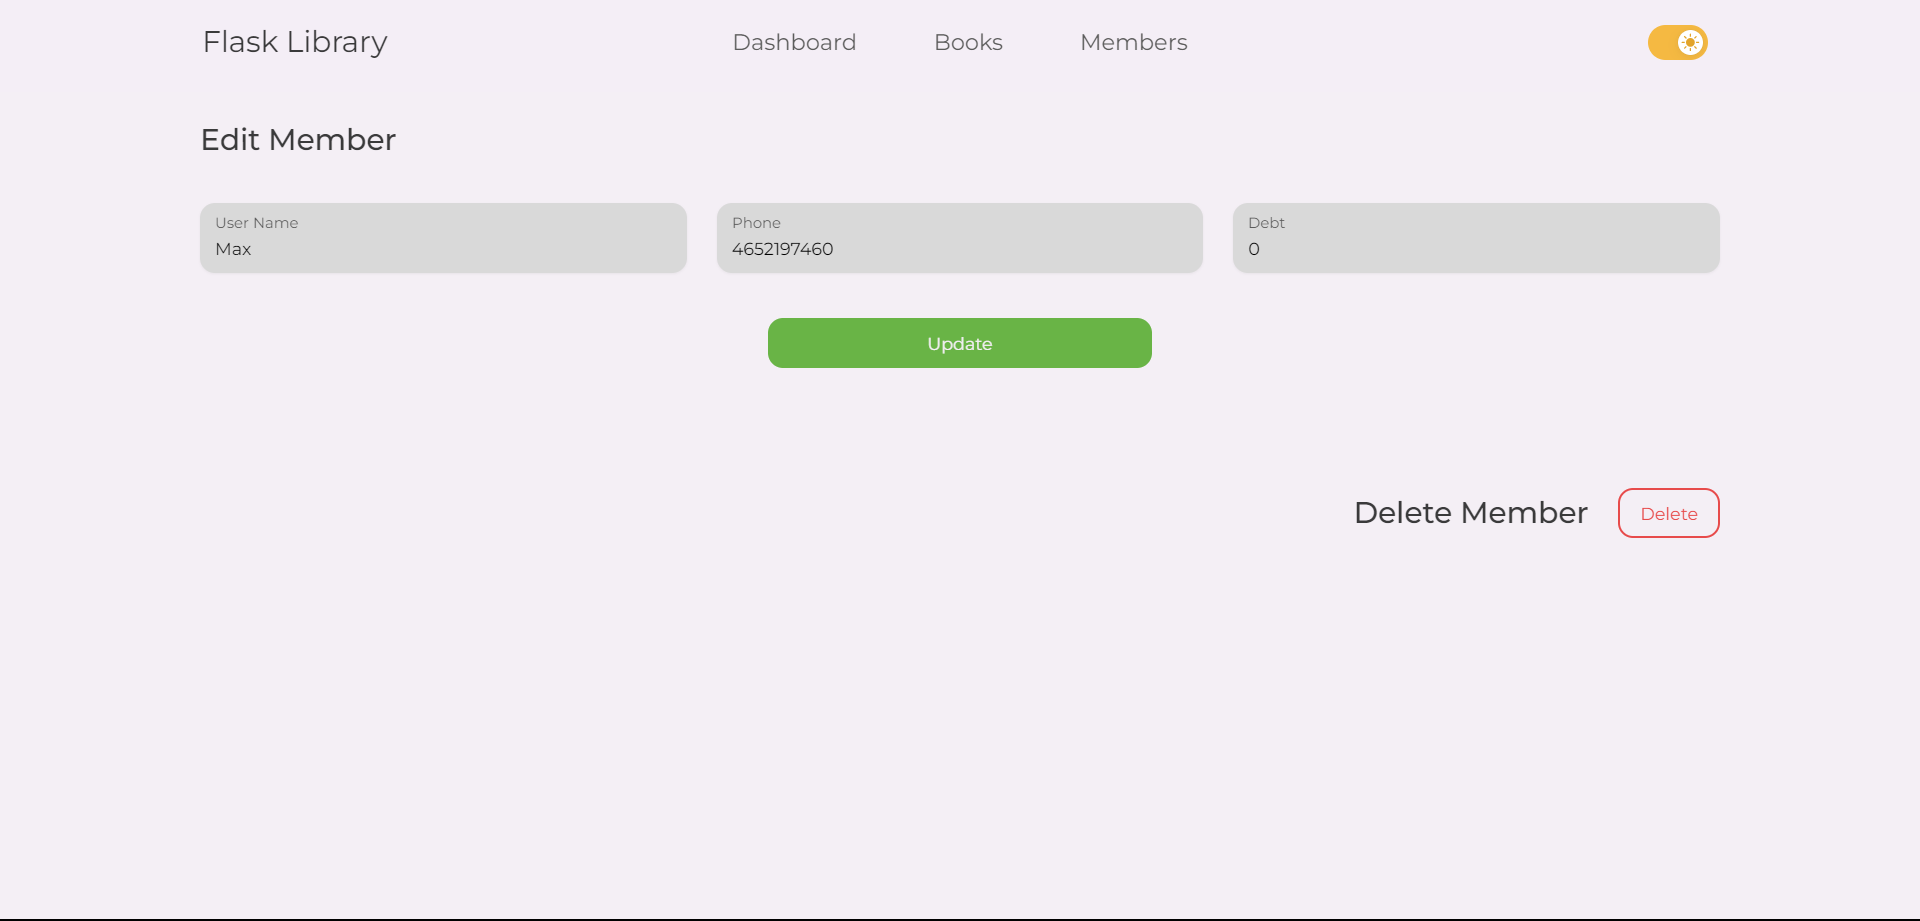 Flask Library
Dashboard
Books
Members
Edit Member
User Name
Max
Phone
4652197460
Debt
0
Update
Delete Member
Delete